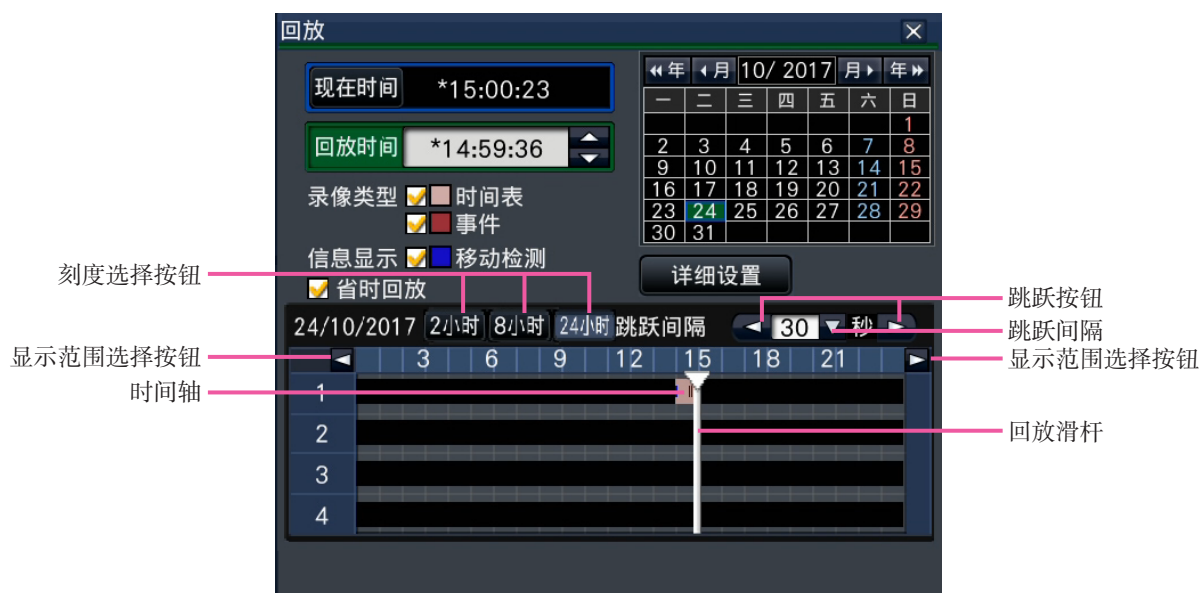 回放
现在时间 *15:00:23
回放时间 *14:59:36
录像类型 时间表
事件
信息显示 移动检测
省时回放
年 月 10/ 2017 月 年
一 二 三 四 五 六 日
1
2 3 4 5 6 7 8
9 10 11 12 13 14 15
16 17 18 19 20 21 22
23 24 25 26 27 28 29
30 31
详细设置
刻度选择按钮
跳跃按钮
24/10/2017 2小时 8小时 24小时 跳跃间隔 30 秒
跳跃间隔
显示范围选择按钮
3 6 9 12 15 18 21
显示范围选择按钮
时间轴
1
2
回放滑杆
3
4